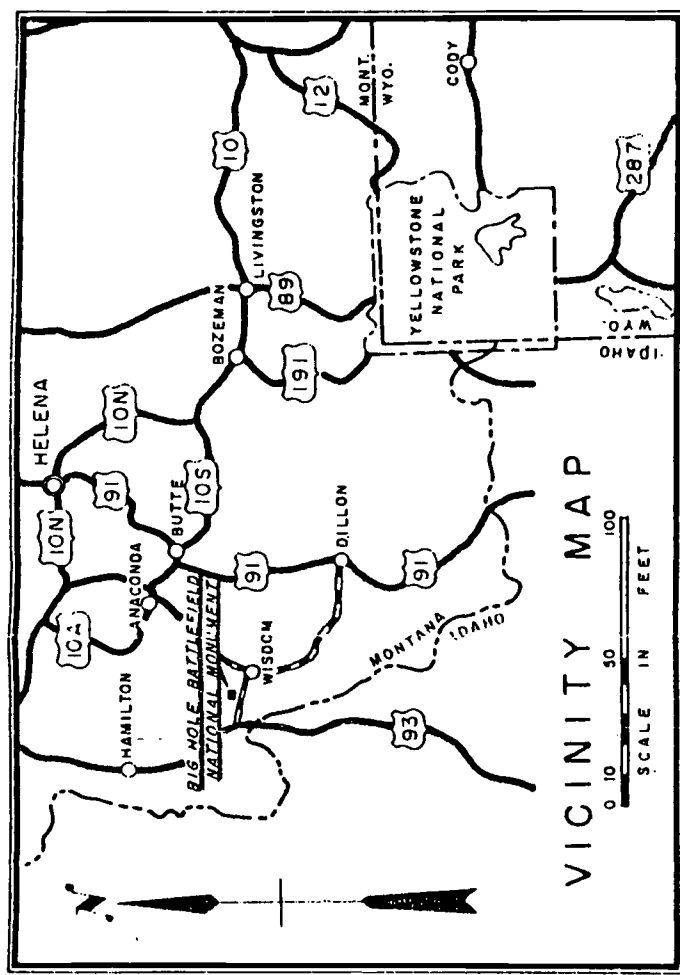 HELENA
10N
10N
91
10A
ANACONDA
BUTTE
10S
HAMILTON
BIG HOLE BATTLEFIELD
NATIONAL MONUMENT
WISDOM
DILLON
91
91
93
BOZEMAN
LIVINGSTON
10
12
89
191
MONT.
WYO.
CODY
YELLOWSTONE
NATIONAL
PARK
287
IDAHO
WYO.
MONTANA
IDAHO
N
VICINITY MAP
0 10 50 100
SCALE IN FEET